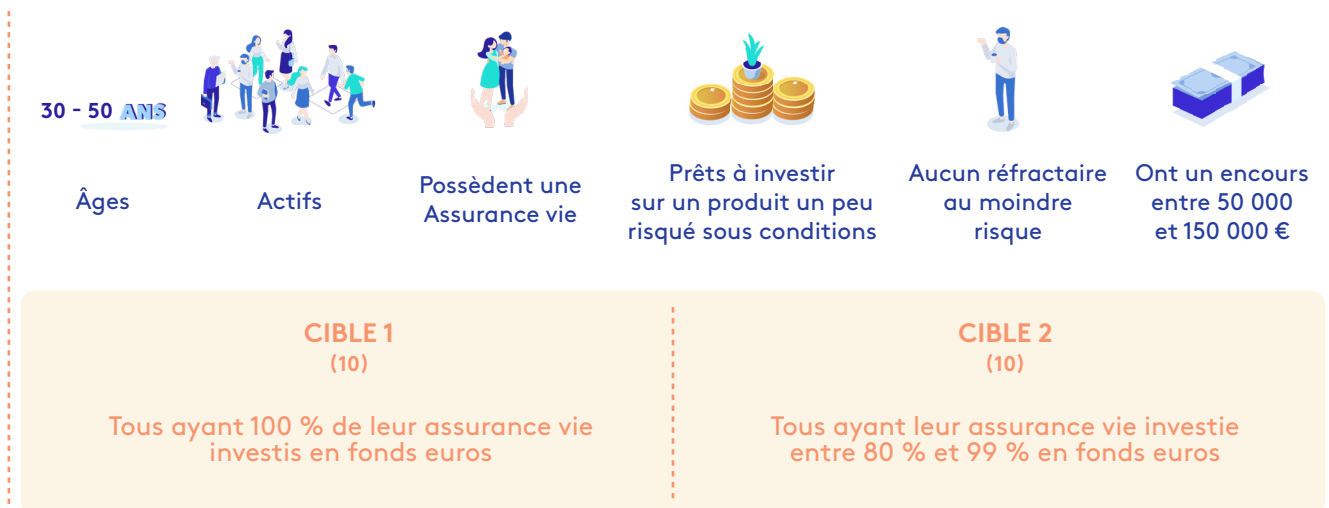 30 - 50 ANS
Âges
Actifs
Possèdent une
Assurance vie
Prêts à investir
sur un produit un peu
risqué sous conditions
Aucun réfractaire
au moindre
risque
Ont un encours
entre 50 000
et 150 000 €
CIBLE 1
(10)
Tous ayant 100 % de leur assurance vie
investis en fonds euros
CIBLE 2
(10)
Tous ayant leur assurance vie investie
entre 80 % et 99 % en fonds euros